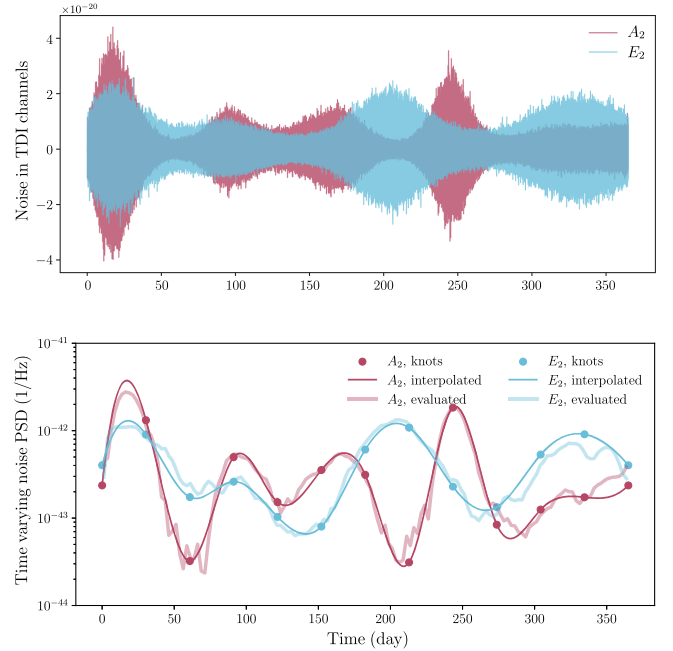 ×10⁻²⁰
A₂
E₂
4
2
0
−2
−4
Noise in TDI channels
0 50 100 150 200 250 300 350
10⁻⁴¹
10⁻⁴²
10⁻⁴³
10⁻⁴⁴
Time varying noise PSD (1/Hz)
A₂, knots E₂, knots
A₂, interpolated E₂, interpolated
A₂, evaluated E₂, evaluated
0 50 100 150 200 250 300 350
Time (day)